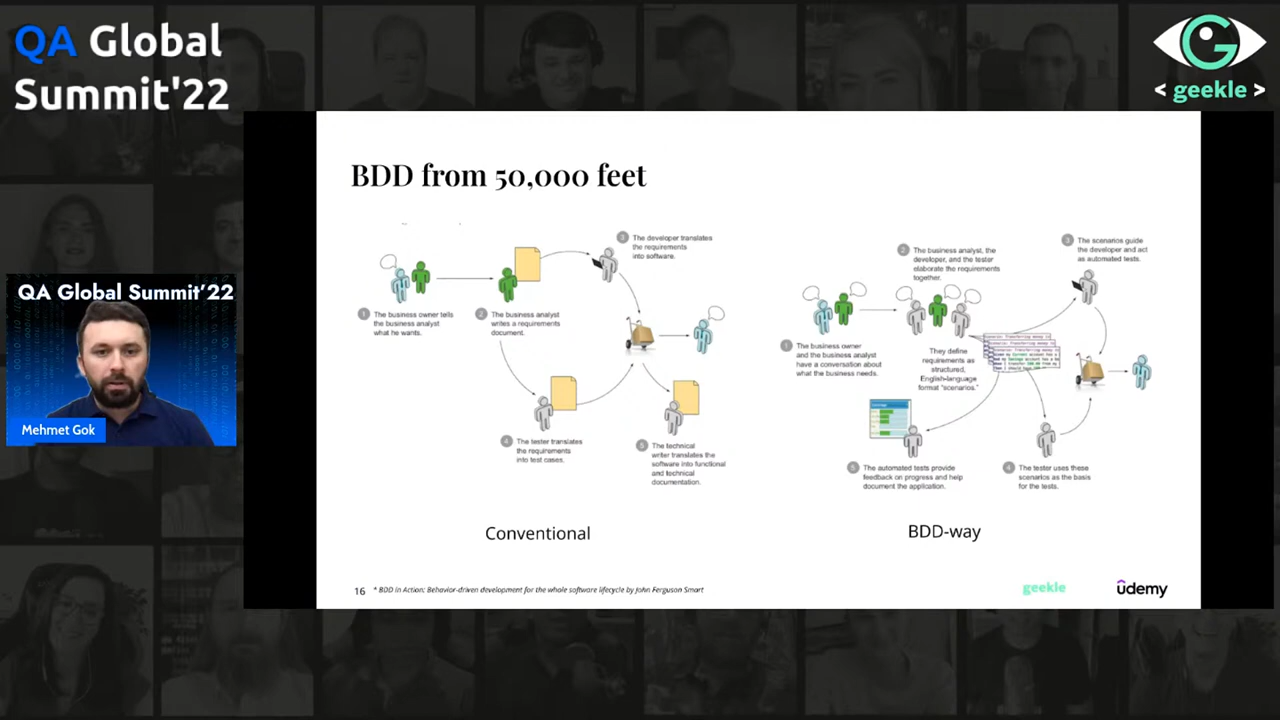 QA Global
Summit'22
geekle
< geekle >
QA Global Summit'22
Mehmet Gok
BDD from 50,000 feet
1 The business owner tells
the business analyst
what he wants.
2 The business analyst
writes a requirements
document.
3 The developer translates
the requirements
into software.
4 The tester translates
the requirements
into test cases.
5 The technical
writer translates the
software into functional
and technical
documentation.
Conventional
1 The business owner
and the business analyst
have a conversation about
what the business needs.
2 The business analyst, the
developer, and the tester
elaborate the requirements
together.
They define
requirements as
structured,
English-language
format "scenarios."
3 The scenarios guide
the developer and act
as automated tests.
4 The tester uses these
scenarios as the basis
for the tests.
5 The automated tests provide
feedback on progress and help
document the application.
BDD-way
16 * BDD in Action: Behavior-driven development for the whole software lifecycle by John Ferguson Smart
geekle
ûdemy